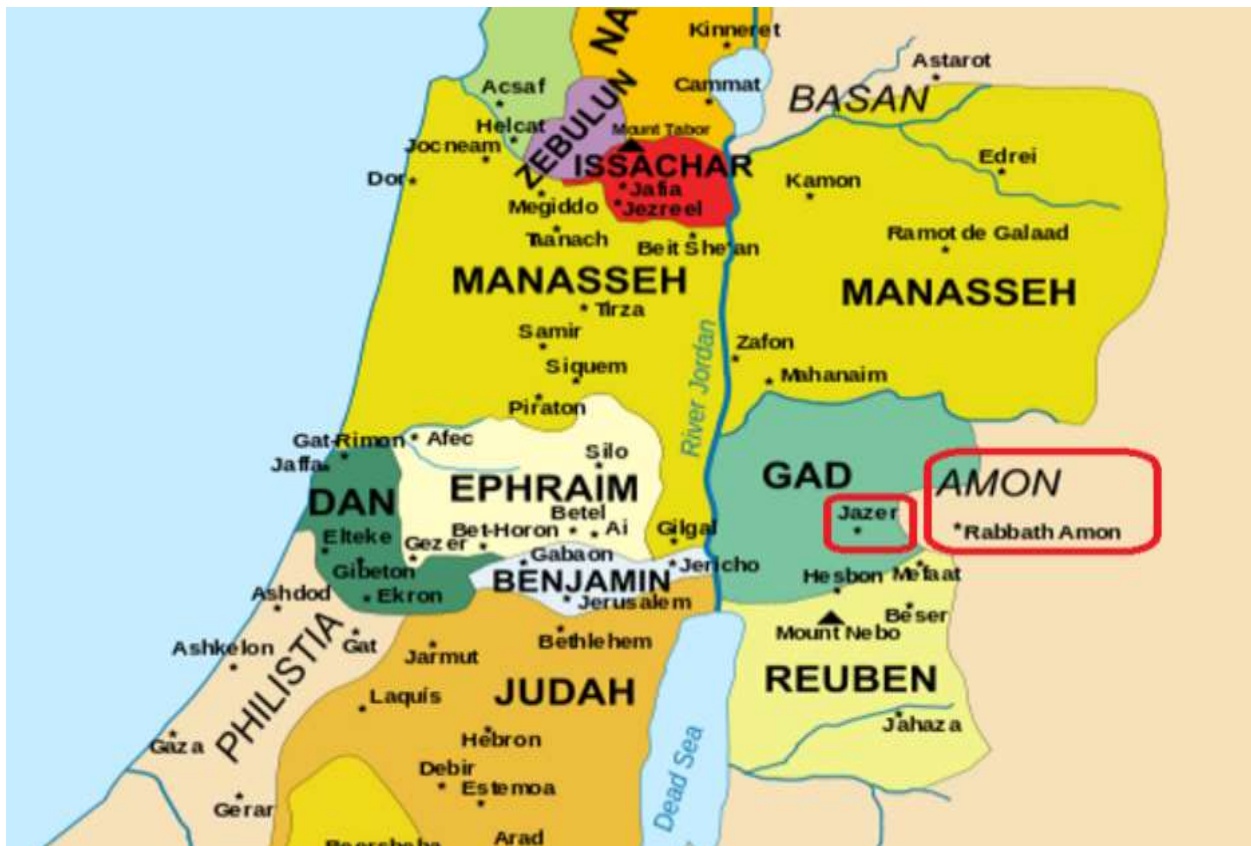 NA
Kinneret
Astarot
Acsaf
Cammat
BASAN
ZEBULUN
Helcat
Mount Tabor
Jocneam
ISSACHAR
Edrei
Dor
Jafia
Kamon
Megiddo
Jezreel
Taanach
Beit She'an
Ramot de Galaad
MANASSEH
MANASSEH
Tirza
Samir
River Jordan
Zafon
Siquem
Mahanaim
Piraton
Gat-Rimon
Afec
Jaffa
Silo
GAD
AMON
DAN
EPHRAIM
Betel
Jazer
Elteke
Bet-Horon
Ai
Gilgal
Rabbath Amon
Gezer
Gabaon
Jericho
Gibeton
BENJAMIN
Hesbon
Mefaat
Ashdod
Ekron
Jerusalem
Beser
Mount Nebo
Ashkelon
PHILISTIA
Gat
Jarmut
Bethlehem
REUBEN
Laquís
JUDAH
Jahaza
Gaza
Hebron
Dead Sea
Debir
Estemoa
Gerar
Arad
Beersheba